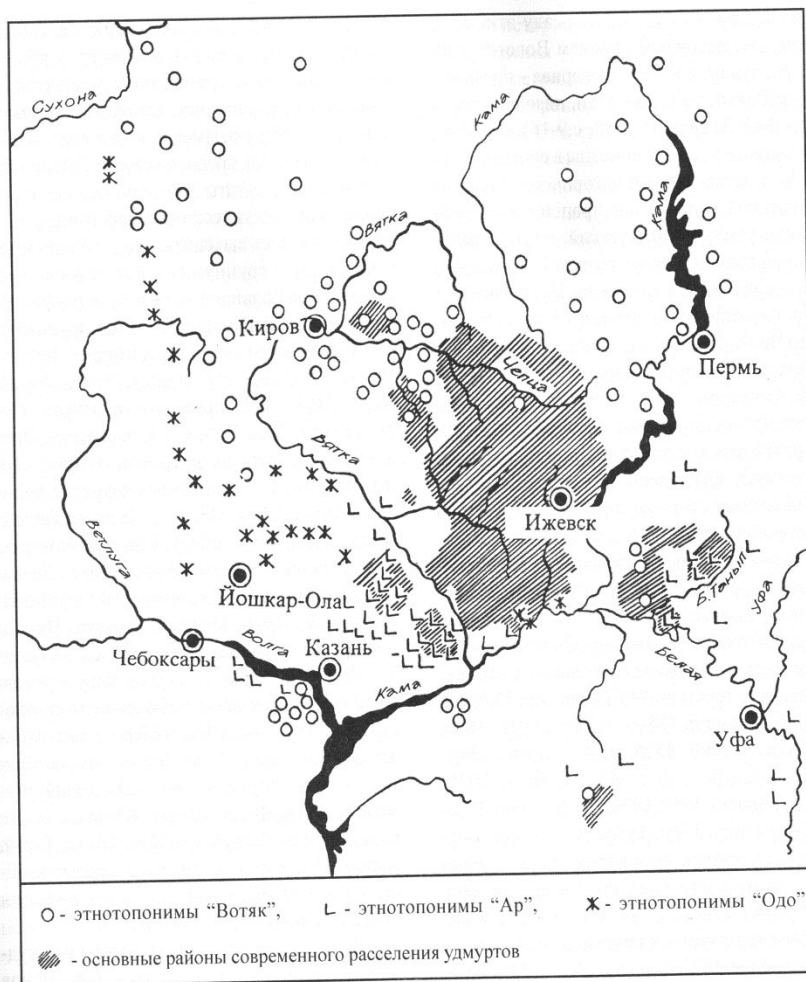 Сухона
Кама
Кама
Вятка
Киров
Чепца
Пермь
Вятка
Ветлуга
Ижевск
Йошкар-Ола
Б.Танып
Уфа
Чебоксары
Волга
Казань
Кама
Белая
Уфа
- этнотопонимы “Вотяк”, - этнотопонимы “Ар”, - этнотопонимы “Одо”
- основные районы современного расселения удмуртов